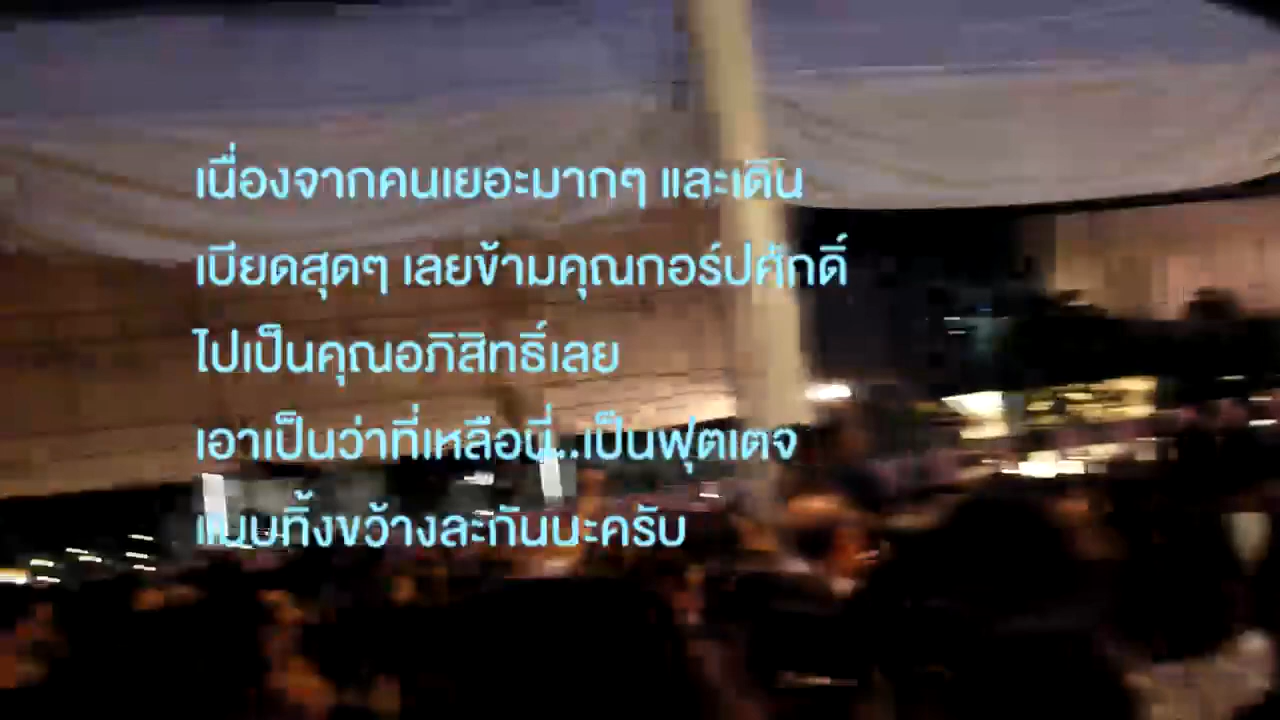 เนื่องจากคนเยอะมากๆ และเดิน
เบียดสุดๆ เลยข้ามคุณกอร์ปศักดิ์
ไปเป็นคุณอภิสิทธิ์เลย
เอาเป็นว่าที่เหลือนี่..เป็นฟุตเตจ
แนบทิ้งขว้างละกันนะครับ